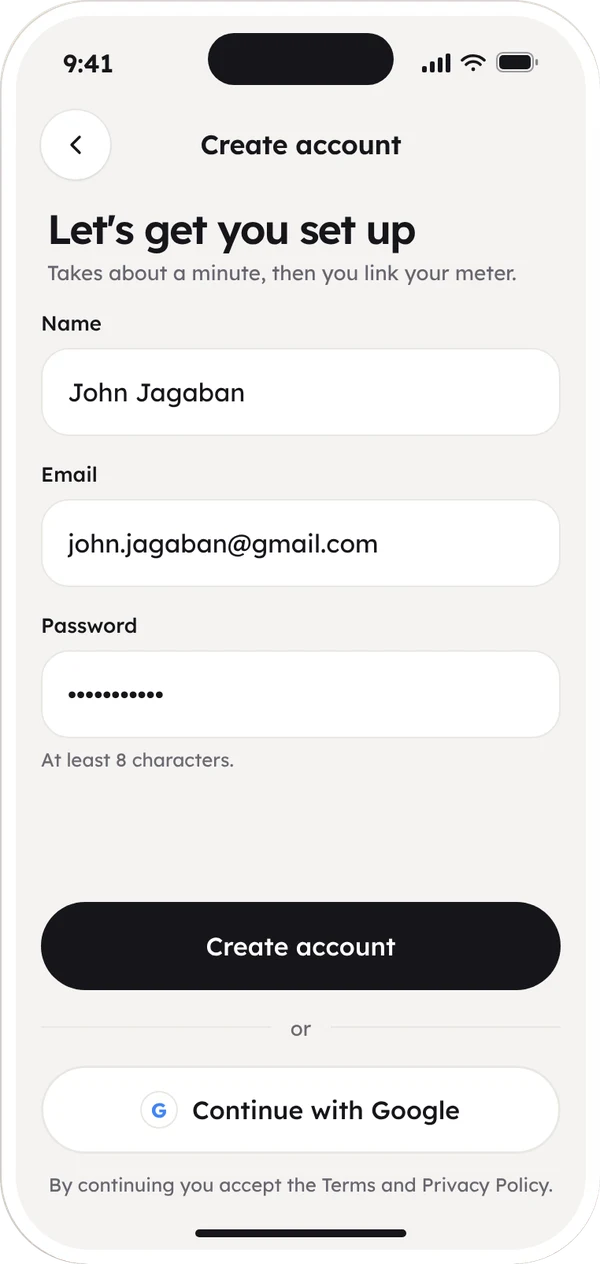 9:41
Create account
Let's get you set up
Takes about a minute, then you link your meter.
Name
John Jagaban
Email
john.jagaban@gmail.com
Password
•••••••••••
At least 8 characters.
Create account
or
G Continue with Google
By continuing you accept the Terms and Privacy Policy.